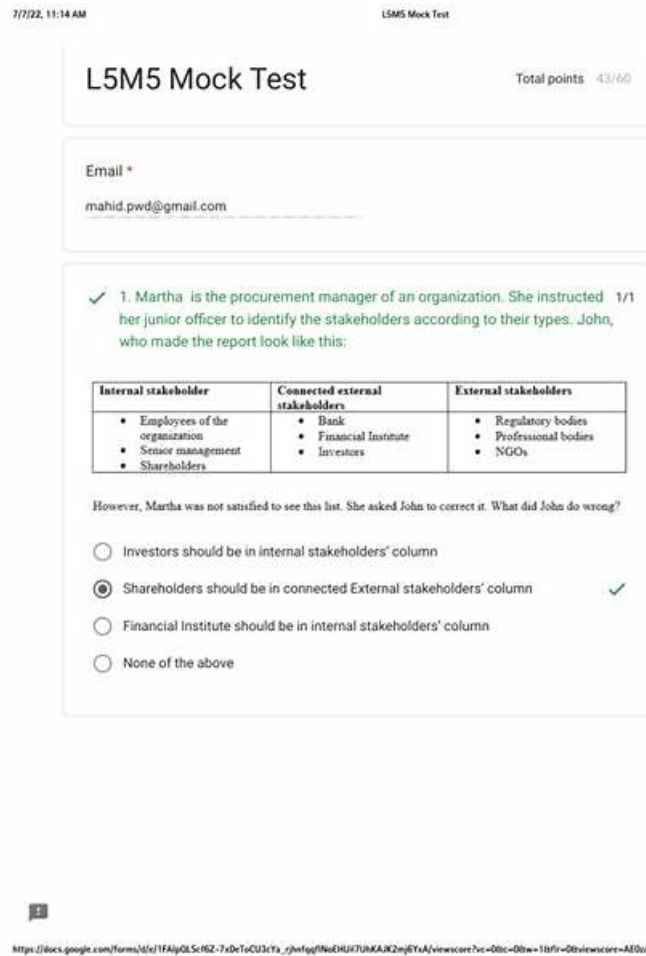 7/7/22, 11:14 AM
L5M5 Mock Test
L5M5 Mock Test
Total points 43/60
Email *
mahid.pwd@gmail.com
1. Martha is the procurement manager of an organization. She instructed 1/1
her junior officer to identify the stakeholders according to their types. John,
who made the report look like this:
Internal stakeholder
Connected external
stakeholders
External stakeholders
• Employees of the
organization
• Senior management
• Shareholders
• Bank
• Financial Institute
• Investors
• Regulatory bodies
• Professional bodies
• NGOs
However, Martha was not satisfied to see this list. She asked John to correct it. What did John do wrong?
Investors should be in internal stakeholders' column
Shareholders should be in connected External stakeholders' column
Financial Institute should be in internal stakeholders' column
None of the above